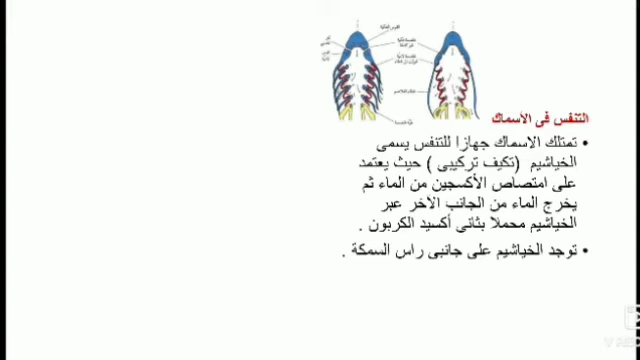 التنفس فى الأسماك
• تمتلك الاسماك جهازا للتنفس يسمى
الخياشيم (تكيف تركيبى ) حيث يعتمد
على امتصاص الأكسجين من الماء ثم
يخرج الماء من الجانب الاخر عبر
الخياشيم محملا بثانى أكسيد الكربون .
• توجد الخياشيم على جانبى راس السمكة .